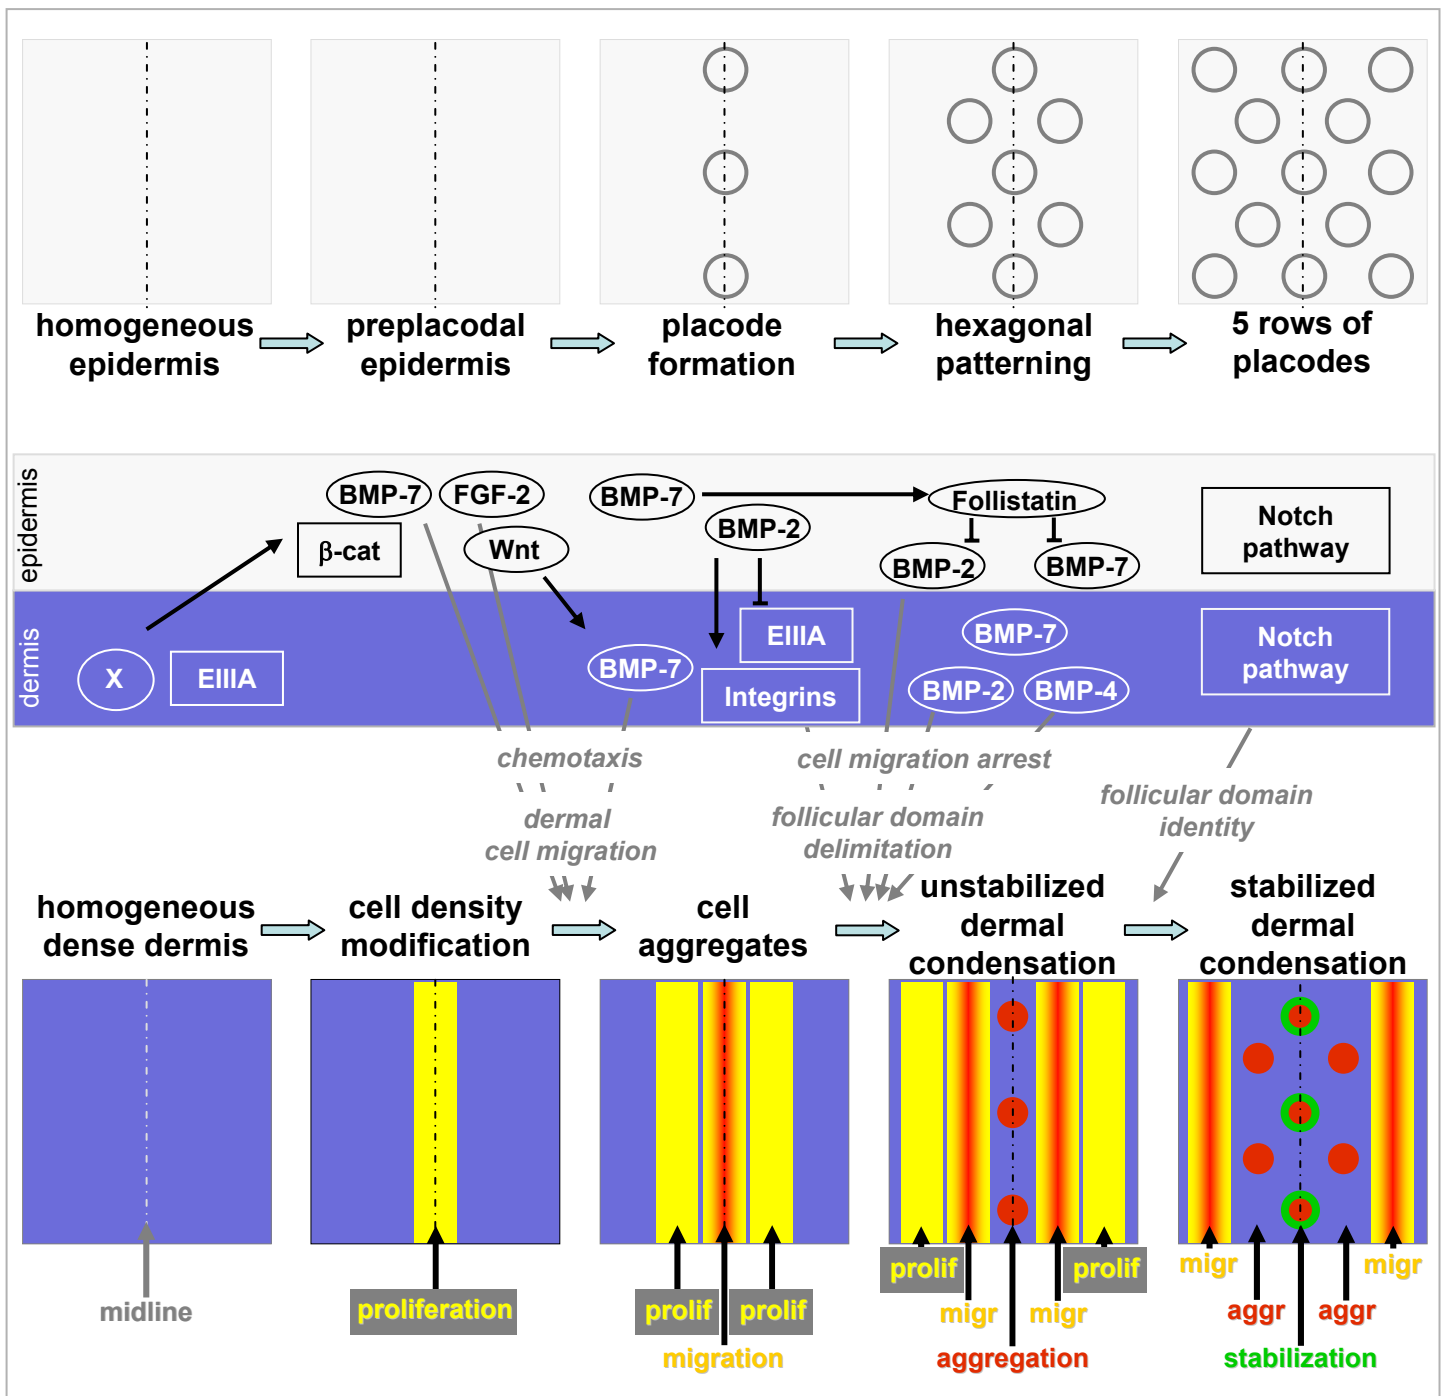 homogeneous
epidermis
preplacodal
epidermis
placode
formation
hexagonal
patterning
5 rows of
placodes
epidermis
BMP-7
FGF-2
β-cat
Wnt
BMP-7
BMP-2
Follistatin
BMP-2
BMP-7
Notch
pathway
dermis
X
EIIIA
BMP-7
EIIIA
Integrins
BMP-7
BMP-2
BMP-4
Notch
pathway
chemotaxis
dermal
cell migration
cell migration arrest
follicular domain
delimitation
follicular domain
identity
homogeneous
dense dermis
cell density
modification
cell
aggregates
unstabilized
dermal
condensation
stabilized
dermal
condensation
midline
proliferation
prolif
prolif
migration
prolif
prolif
migr
migr
aggregation
migr
migr
aggr
aggr
stabilization